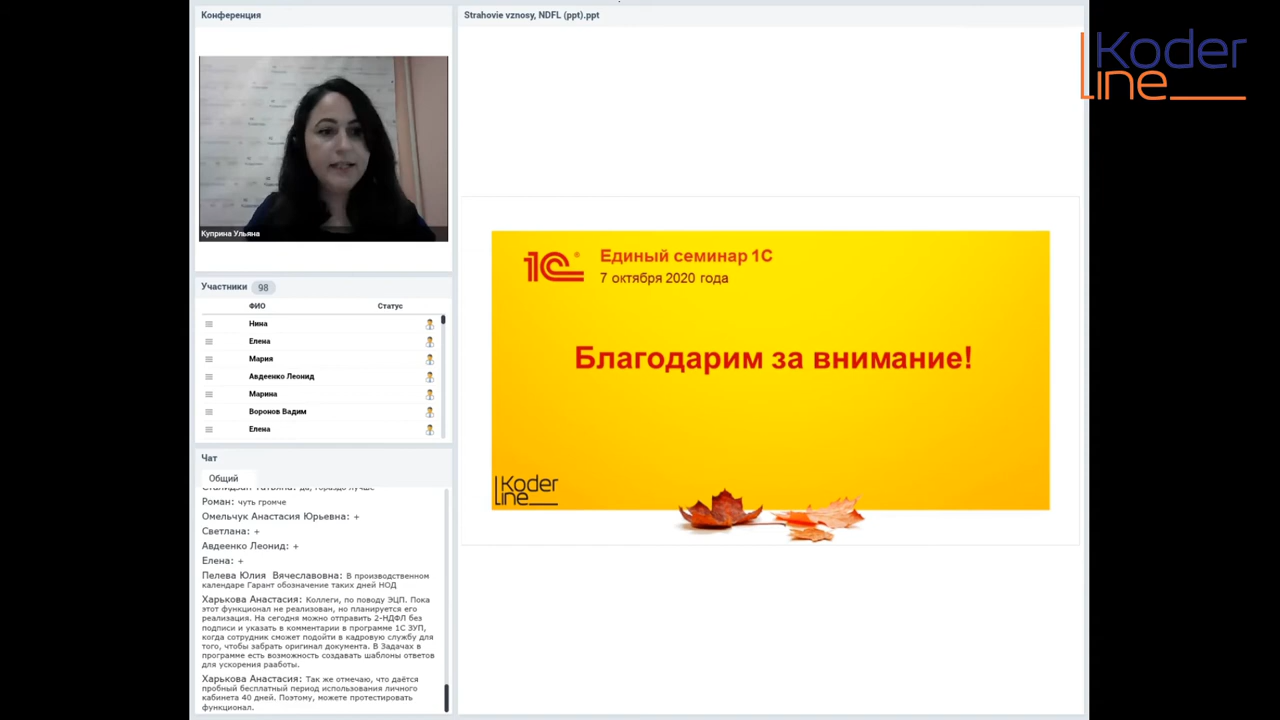 Конференция
Куприна Ульяна
Участники 98
ФИО Статус
Нина
Елена
Мария
Авдеенко Леонид
Марина
Воронов Вадим
Елена
Чат
Общий
Роман: чуть громче
Омельчук Анастасия Юрьевна: +
Светлана: +
Авдеенко Леонид: +
Елена: +
Пелева Юлия Вячеславовна: В производственном
календаре Гарант обозначение таких дней НОД
Харькова Анастасия: Коллеги, по поводу ЭЦП. Пока
этот функционал не реализован, но планируется его
реализация. На сегодня можно отправить 2-НДФЛ без
подписи и указать в комментарии в программе 1С ЗУП,
когда сотрудник сможет подойти в кадровую службу для
того, чтобы забрать оригинал документа. В Задачах в
программе есть возможность создавать шаблоны ответов
для ускорения рааботы.
Харькова Анастасия: Так же отмечаю, что даётся
пробный бесплатный период использования личного
кабинета 40 дней. Поэтому, можете протестировать
функционал.
Strahovie vznosy, NDFL (ppt).ppt
1С
Единый семинар 1С
7 октября 2020 года
Благодарим за внимание!
Koder
line
Koder
line